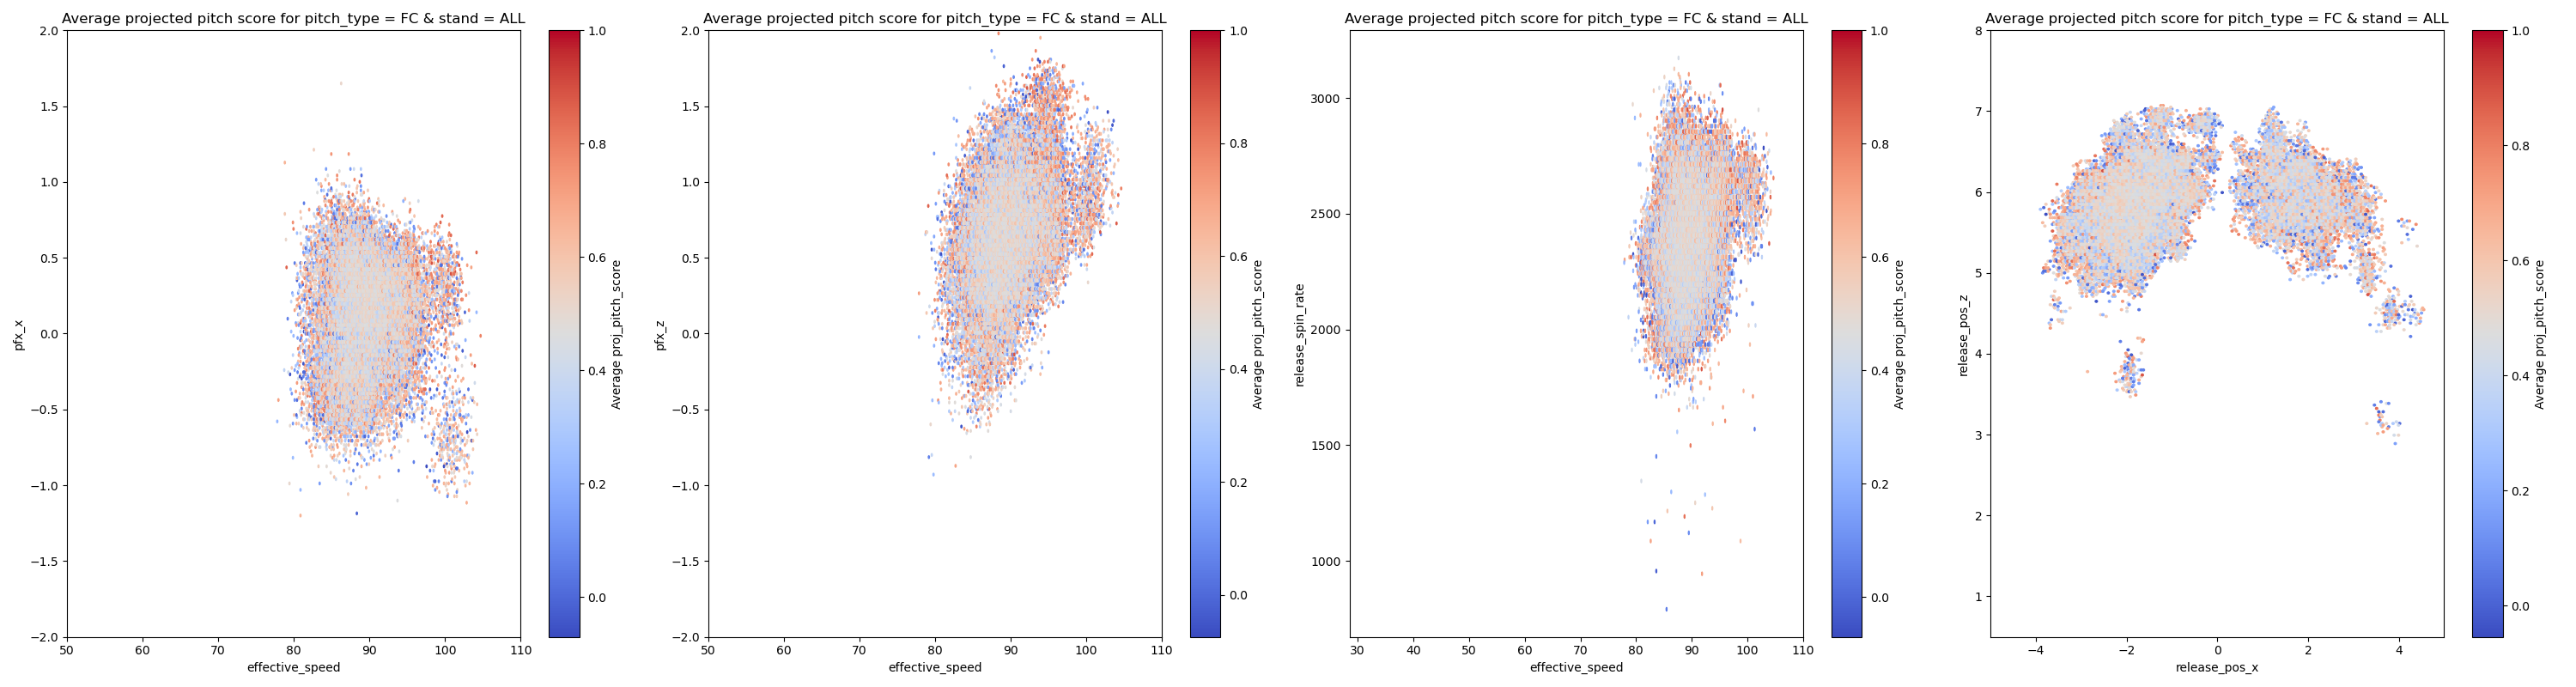 Average projected pitch score for pitch_type = FC & stand = ALL
2.0
1.5
1.0
0.5
0.0
−0.5
−1.0
−1.5
−2.0
pfx_x
50 60 70 80 90 100 110
effective_speed
1.0
0.8
0.6
0.4
0.2
0.0
Average proj_pitch_score
Average projected pitch score for pitch_type = FC & stand = ALL
2.0
1.5
1.0
0.5
0.0
−0.5
−1.0
−1.5
−2.0
pfx_z
50 60 70 80 90 100 110
effective_speed
1.0
0.8
0.6
0.4
0.2
0.0
Average proj_pitch_score
Average projected pitch score for pitch_type = FC & stand = ALL
3000
2500
2000
1500
1000
release_spin_rate
30 40 50 60 70 80 90 100 110
effective_speed
1.0
0.8
0.6
0.4
0.2
0.0
Average proj_pitch_score
Average projected pitch score for pitch_type = FC & stand = ALL
8
7
6
5
4
3
2
1
release_pos_z
−4 −2 0 2 4
release_pos_x
1.0
0.8
0.6
0.4
0.2
0.0
Average proj_pitch_score